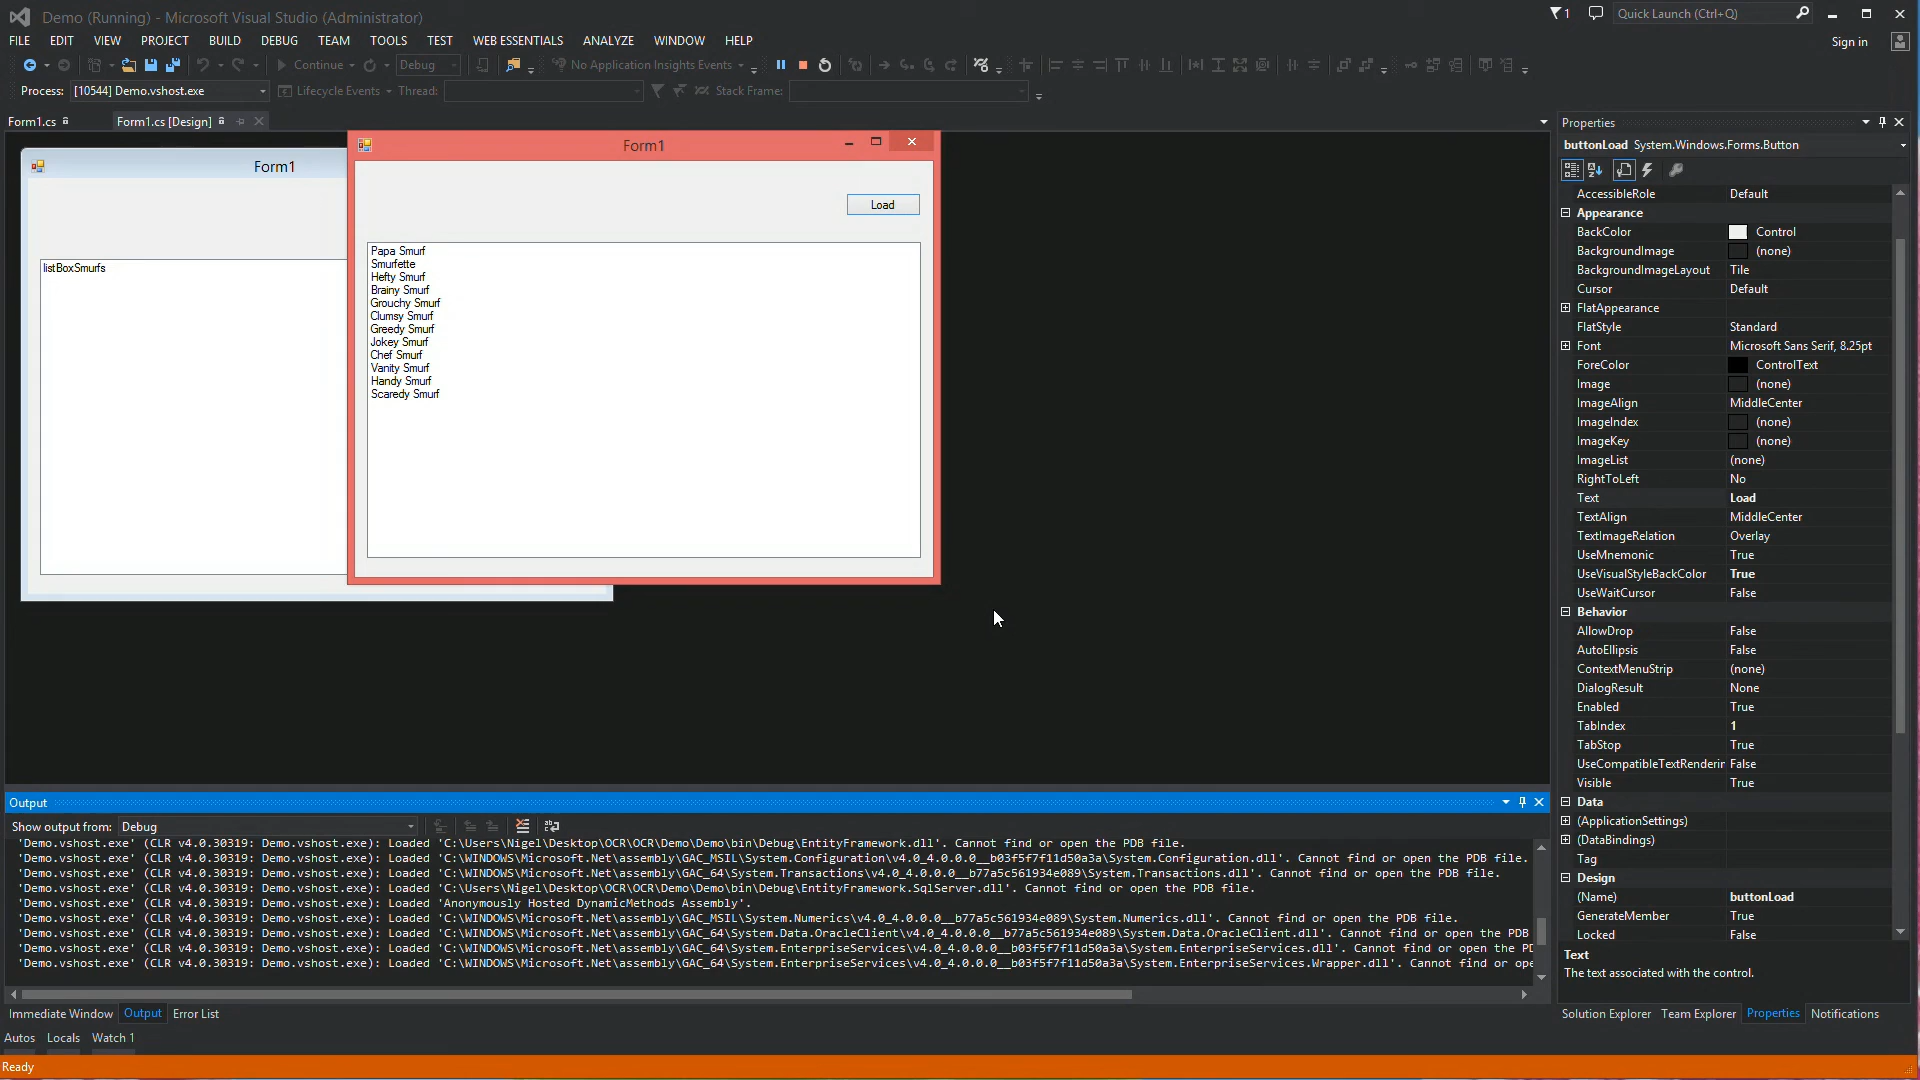 Demo (Running) - Microsoft Visual Studio (Administrator)
1
Quick Launch (Ctrl+Q)
FILE EDIT VIEW PROJECT BUILD DEBUG TEAM TOOLS TEST WEB ESSENTIALS ANALYZE WINDOW HELP
Sign in
Continue Debug No Application Insights Events
Process: [10544] Demo.vshost.exe Lifecycle Events Thread: Stack Frame:
Form1.cs Form1.cs [Design]
Form1
listBoxSmurfs
Form1
Load
Papa Smurf
Smurfette
Hefty Smurf
Brainy Smurf
Grouchy Smurf
Clumsy Smurf
Greedy Smurf
Jokey Smurf
Chef Smurf
Vanity Smurf
Handy Smurf
Scaredy Smurf
Properties
buttonLoad System.Windows.Forms.Button
AccessibleRole Default
Appearance
BackColor Control
BackgroundImage (none)
BackgroundImageLayout Tile
Cursor Default
FlatAppearance
FlatStyle Standard
Font Microsoft Sans Serif, 8.25pt
ForeColor ControlText
Image (none)
ImageAlign MiddleCenter
ImageIndex (none)
ImageKey (none)
ImageList (none)
RightToLeft No
Text Load
TextAlign MiddleCenter
TextImageRelation Overlay
UseMnemonic True
UseVisualStyleBackColor True
UseWaitCursor False
Behavior
AllowDrop False
AutoEllipsis False
ContextMenuStrip (none)
DialogResult None
Enabled True
TabIndex 1
TabStop True
UseCompatibleTextRenderin False
Visible True
Data
(ApplicationSettings)
(DataBindings)
Tag
Design
(Name) buttonLoad
GenerateMember True
Locked False
Text
The text associated with the control.
Solution Explorer Team Explorer Properties Notifications
Output
Show output from: Debug
'Demo.vshost.exe' (CLR v4.0.30319: Demo.vshost.exe): Loaded 'C:\Users\Nigel\Desktop\OCR\OCR\Demo\Demo\bin\Debug\EntityFramework.dll'. Cannot find or open the PDB file.
'Demo.vshost.exe' (CLR v4.0.30319: Demo.vshost.exe): Loaded 'C:\WINDOWS\Microsoft.Net\assembly\GAC_MSIL\System.Configuration\v4.0_4.0.0.0__b03f5f7f11d50a3a\System.Configuration.dll'. Cannot find or open the PDB file.
'Demo.vshost.exe' (CLR v4.0.30319: Demo.vshost.exe): Loaded 'C:\WINDOWS\Microsoft.Net\assembly\GAC_64\System.Transactions\v4.0_4.0.0.0__b77a5c561934e089\System.Transactions.dll'. Cannot find or open the PDB file.
'Demo.vshost.exe' (CLR v4.0.30319: Demo.vshost.exe): Loaded 'C:\Users\Nigel\Desktop\OCR\OCR\Demo\Demo\bin\Debug\EntityFramework.SqlServer.dll'. Cannot find or open the PDB file.
'Demo.vshost.exe' (CLR v4.0.30319: Demo.vshost.exe): Loaded 'Anonymously Hosted DynamicMethods Assembly'.
'Demo.vshost.exe' (CLR v4.0.30319: Demo.vshost.exe): Loaded 'C:\WINDOWS\Microsoft.Net\assembly\GAC_MSIL\System.Numerics\v4.0_4.0.0.0__b77a5c561934e089\System.Numerics.dll'. Cannot find or open the PDB file.
'Demo.vshost.exe' (CLR v4.0.30319: Demo.vshost.exe): Loaded 'C:\WINDOWS\Microsoft.Net\assembly\GAC_64\System.Data.OracleClient\v4.0_4.0.0.0__b77a5c561934e089\System.Data.OracleClient.dll'. Cannot find or open the PDB
'Demo.vshost.exe' (CLR v4.0.30319: Demo.vshost.exe): Loaded 'C:\WINDOWS\Microsoft.Net\assembly\GAC_64\System.EnterpriseServices\v4.0_4.0.0.0__b03f5f7f11d50a3a\System.EnterpriseServices.dll'. Cannot find or open the PD
'Demo.vshost.exe' (CLR v4.0.30319: Demo.vshost.exe): Loaded 'C:\WINDOWS\Microsoft.Net\assembly\GAC_64\System.EnterpriseServices\v4.0_4.0.0.0__b03f5f7f11d50a3a\System.EnterpriseServices.Wrapper.dll'. Cannot find or ope
Immediate Window Output Error List
Autos Locals Watch 1
Ready